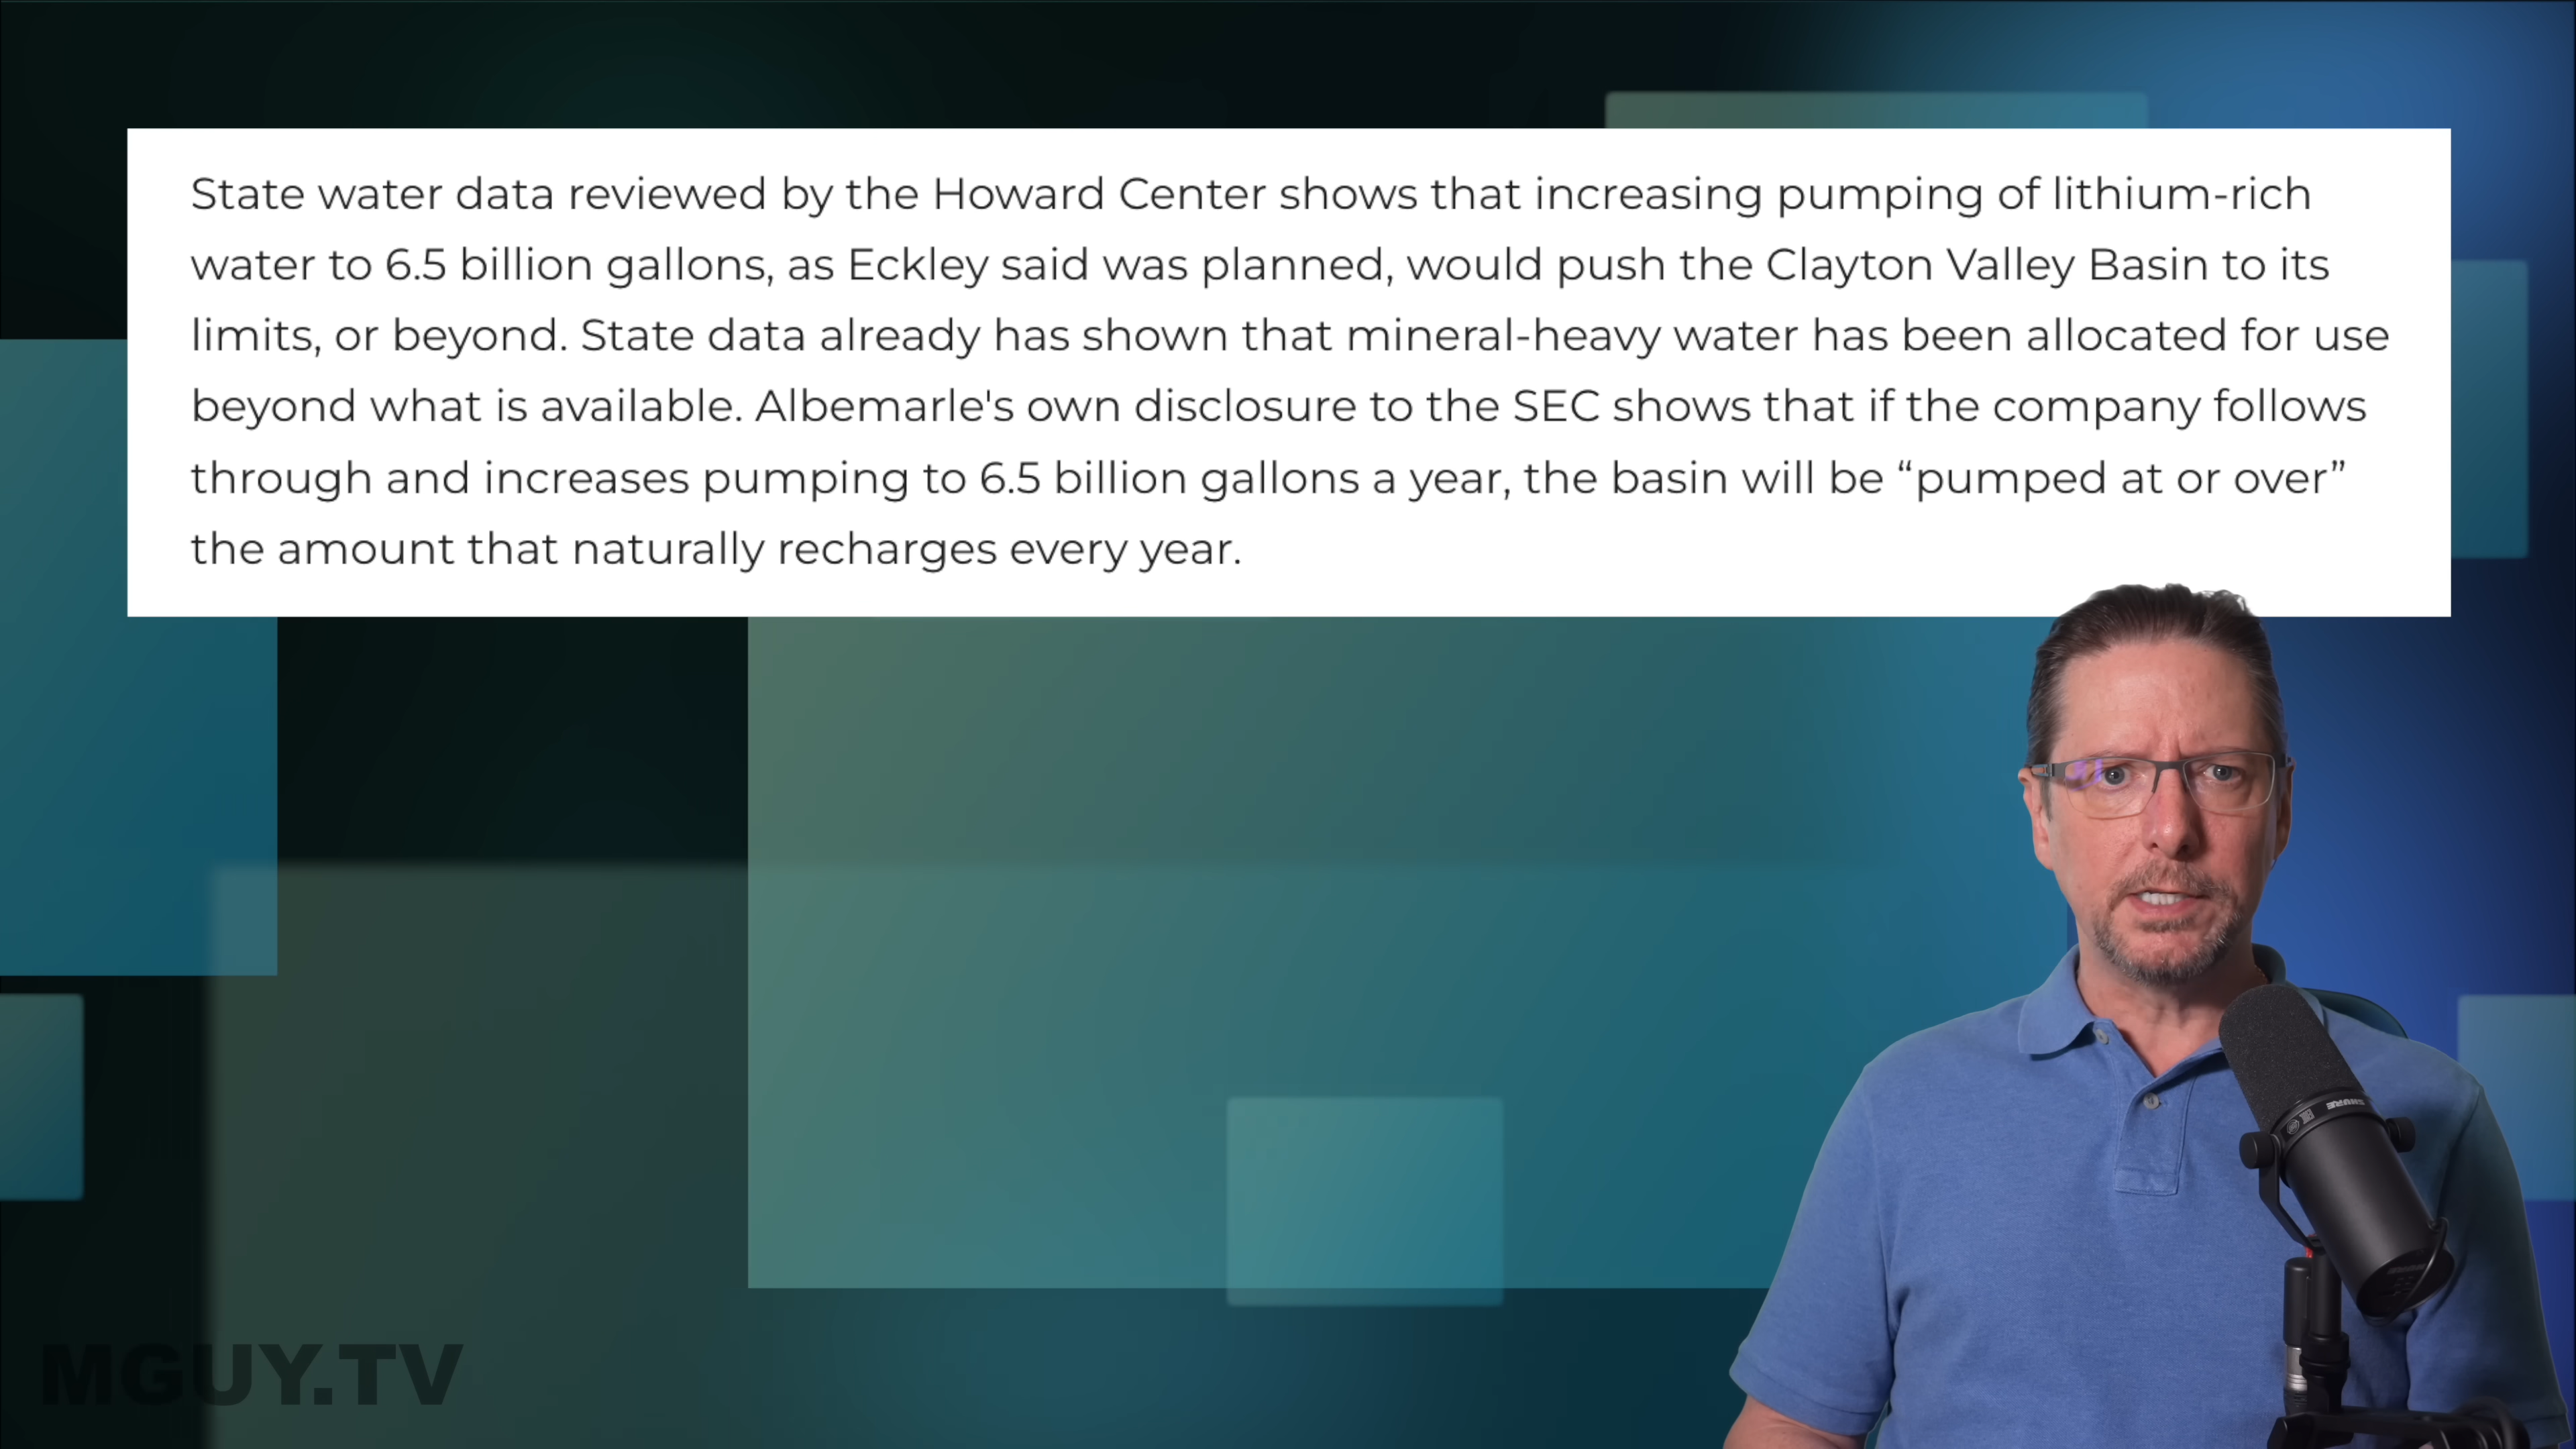 State water data reviewed by the Howard Center shows that increasing pumping of lithium-rich
water to 6.5 billion gallons, as Eckley said was planned, would push the Clayton Valley Basin to its
limits, or beyond. State data already has shown that mineral-heavy water has been allocated for use
beyond what is available. Albemarle's own disclosure to the SEC shows that if the company follows
through and increases pumping to 6.5 billion gallons a year, the basin will be “pumped at or over”
the amount that naturally recharges every year.
SHURE
MGUY.TV